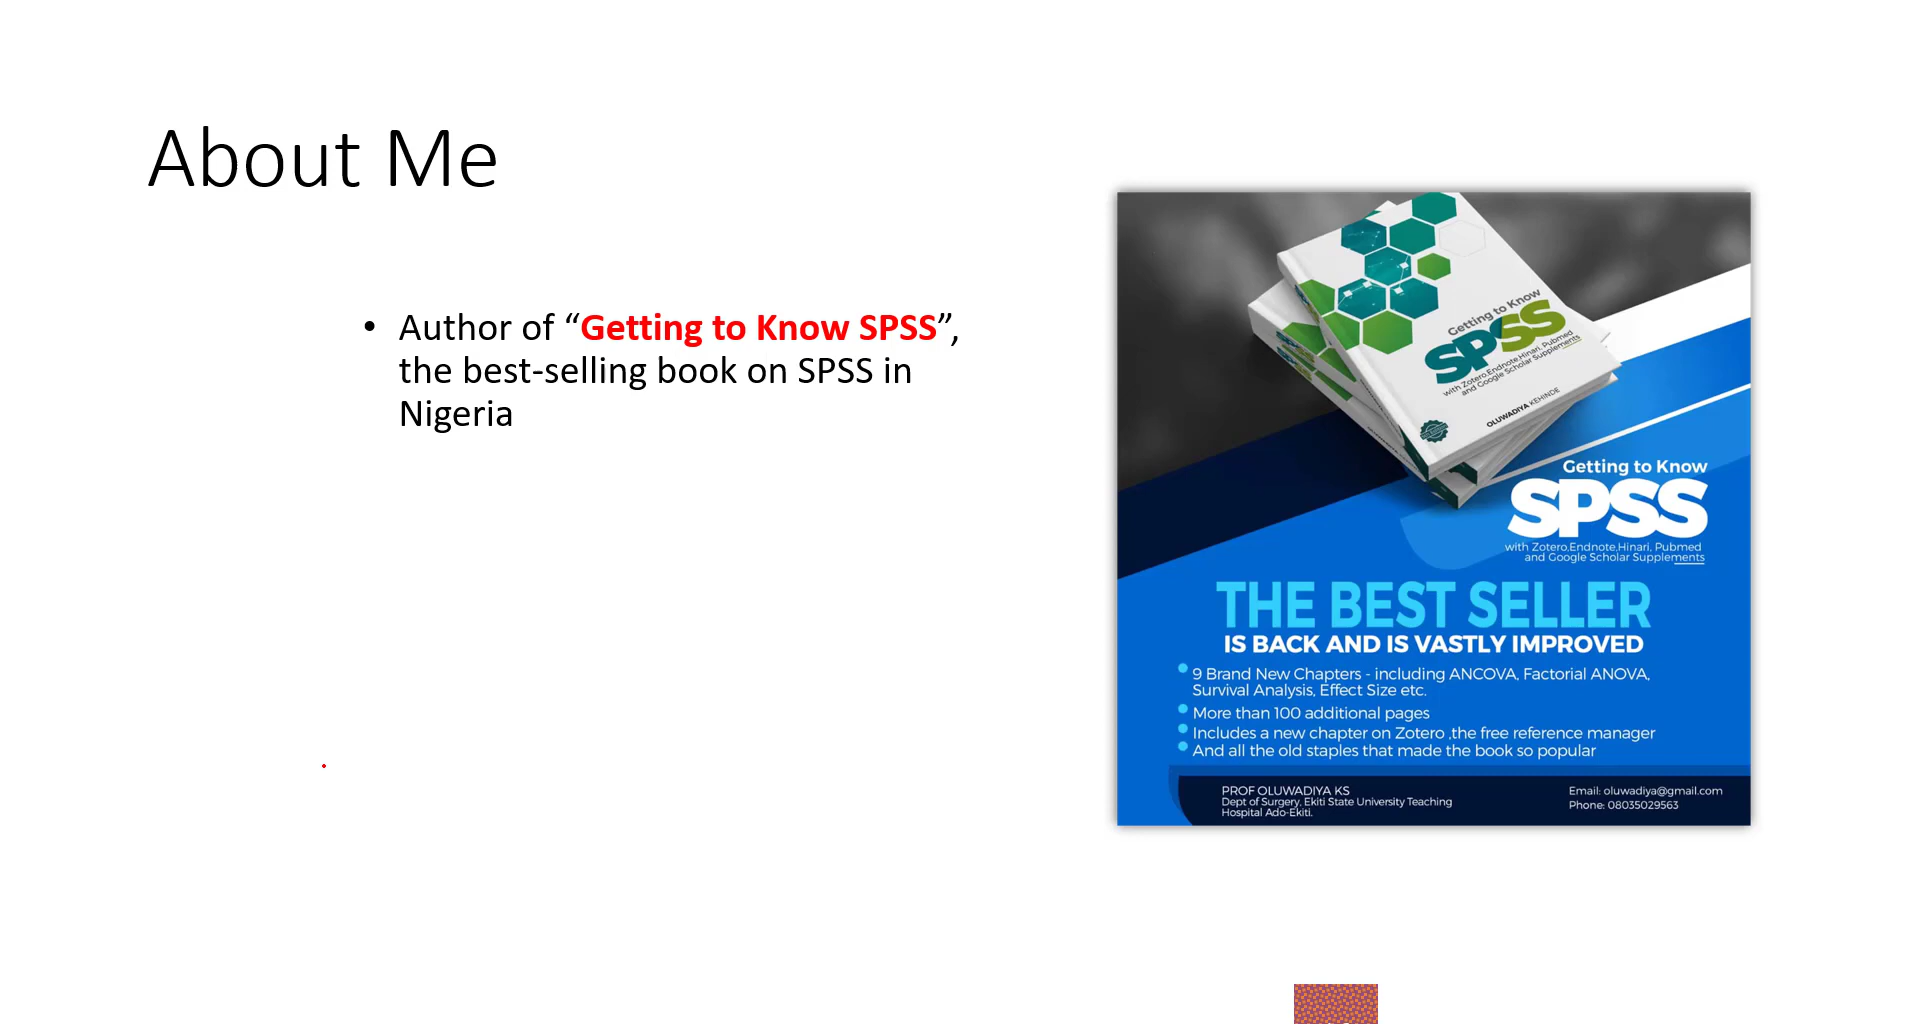 About Me
• Author of “Getting to Know SPSS”,
the best-selling book on SPSS in
Nigeria
Getting to Know
SPSS
with Zotero,Endnote,Hinari, Pubmed
and Google Scholar Supplements
OLUWADIYA KEHINDE
Getting to Know
SPSS
with Zotero,Endnote,Hinari, Pubmed
and Google Scholar Supplements
THE BEST SELLER
IS BACK AND IS VASTLY IMPROVED
9 Brand New Chapters - including ANCOVA, Factorial ANOVA,
Survival Analysis, Effect Size etc.
More than 100 additional pages
Includes a new chapter on Zotero ,the free reference manager
And all the old staples that made the book so popular
PROF OLUWADIYA KS
Dept of Surgery, Ekiti State University Teaching
Hospital Ado-Ekiti.
Email: oluwadiya@gmail.com
Phone: 08035029563